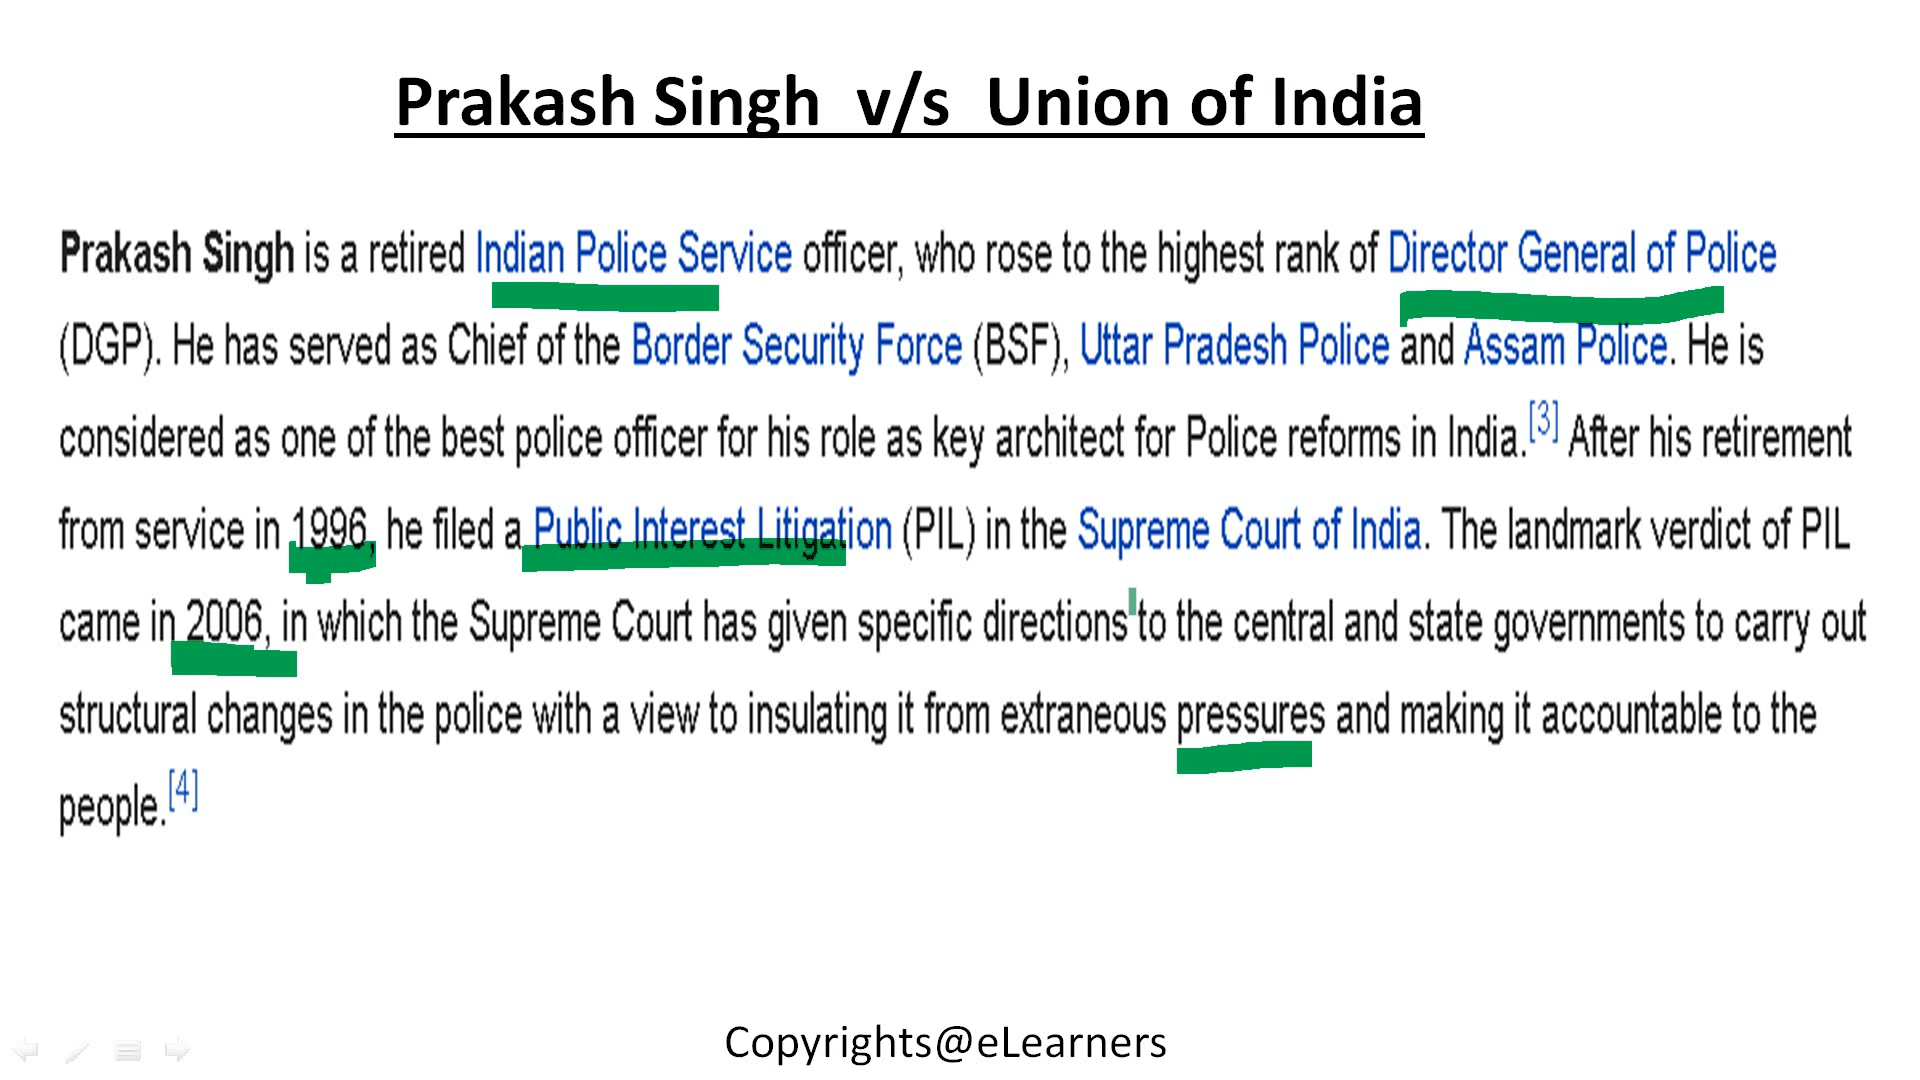 Prakash Singh v/s Union of India
Prakash Singh is a retired Indian Police Service officer, who rose to the highest rank of Director General of Police
(DGP). He has served as Chief of the Border Security Force (BSF), Uttar Pradesh Police and Assam Police. He is
considered as one of the best police officer for his role as key architect for Police reforms in India.[3] After his retirement
from service in 1996, he filed a Public Interest Litigation (PIL) in the Supreme Court of India. The landmark verdict of PIL
came in 2006, in which the Supreme Court has given specific directions to the central and state governments to carry out
structural changes in the police with a view to insulating it from extraneous pressures and making it accountable to the
people.[4]
Copyrights@eLearners